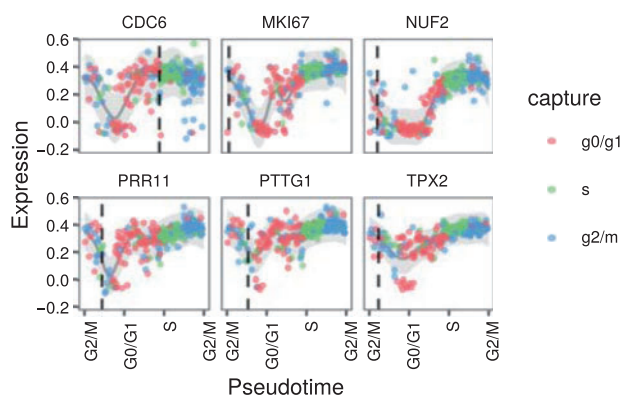 CDC6 MKI67 NUF2
0.6
0.4
0.2
0.0
−0.2
PRR11 PTTG1 TPX2
0.6
0.4
0.2
0.0
−0.2
Expression
G2/M G0/G1 S G2/M G2/M G0/G1 S G2/M G0/G1 S G2/M
Pseudotime
capture
g0/g1
s
g2/m